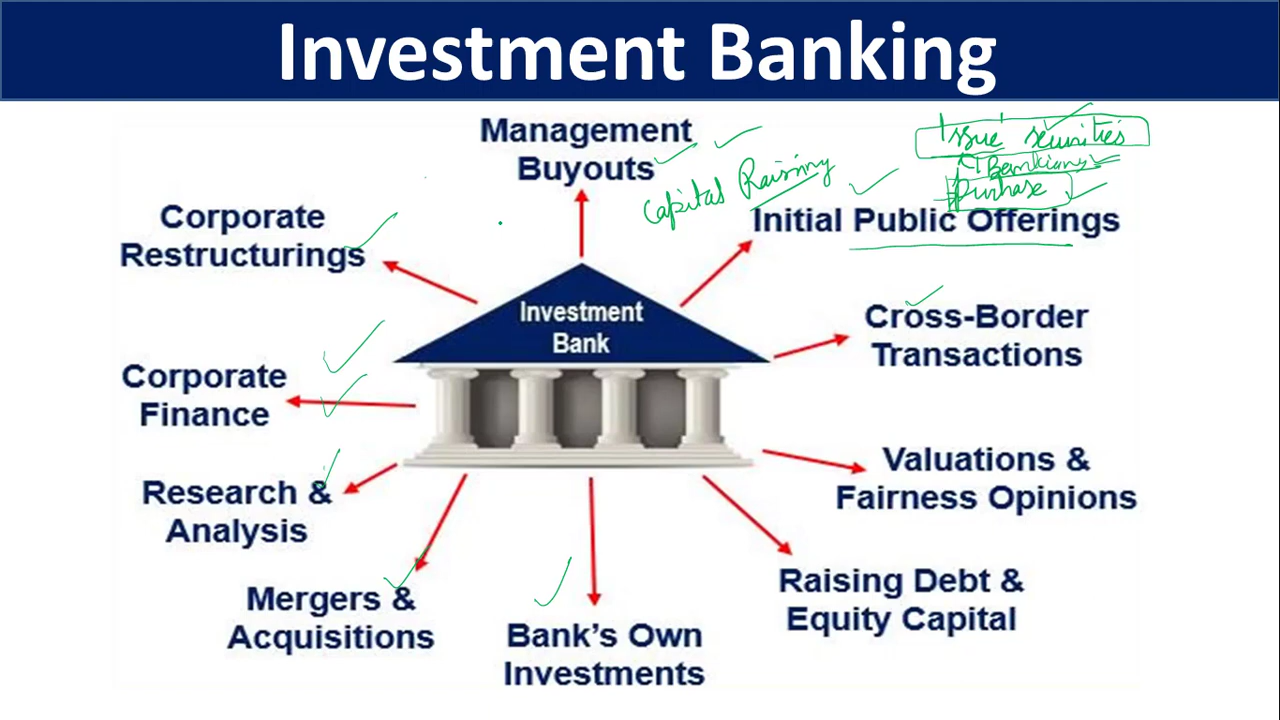 Investment Banking
Management
Buyouts
Capital Raising
Issue securities
Purhase
Initial Public Offerings
Corporate
Restructurings
Investment
Bank
Cross-Border
Transactions
Corporate
Finance
Valuations &
Fairness Opinions
Research &
Analysis
Raising Debt &
Equity Capital
Mergers &
Acquisitions
Bank's Own
Investments